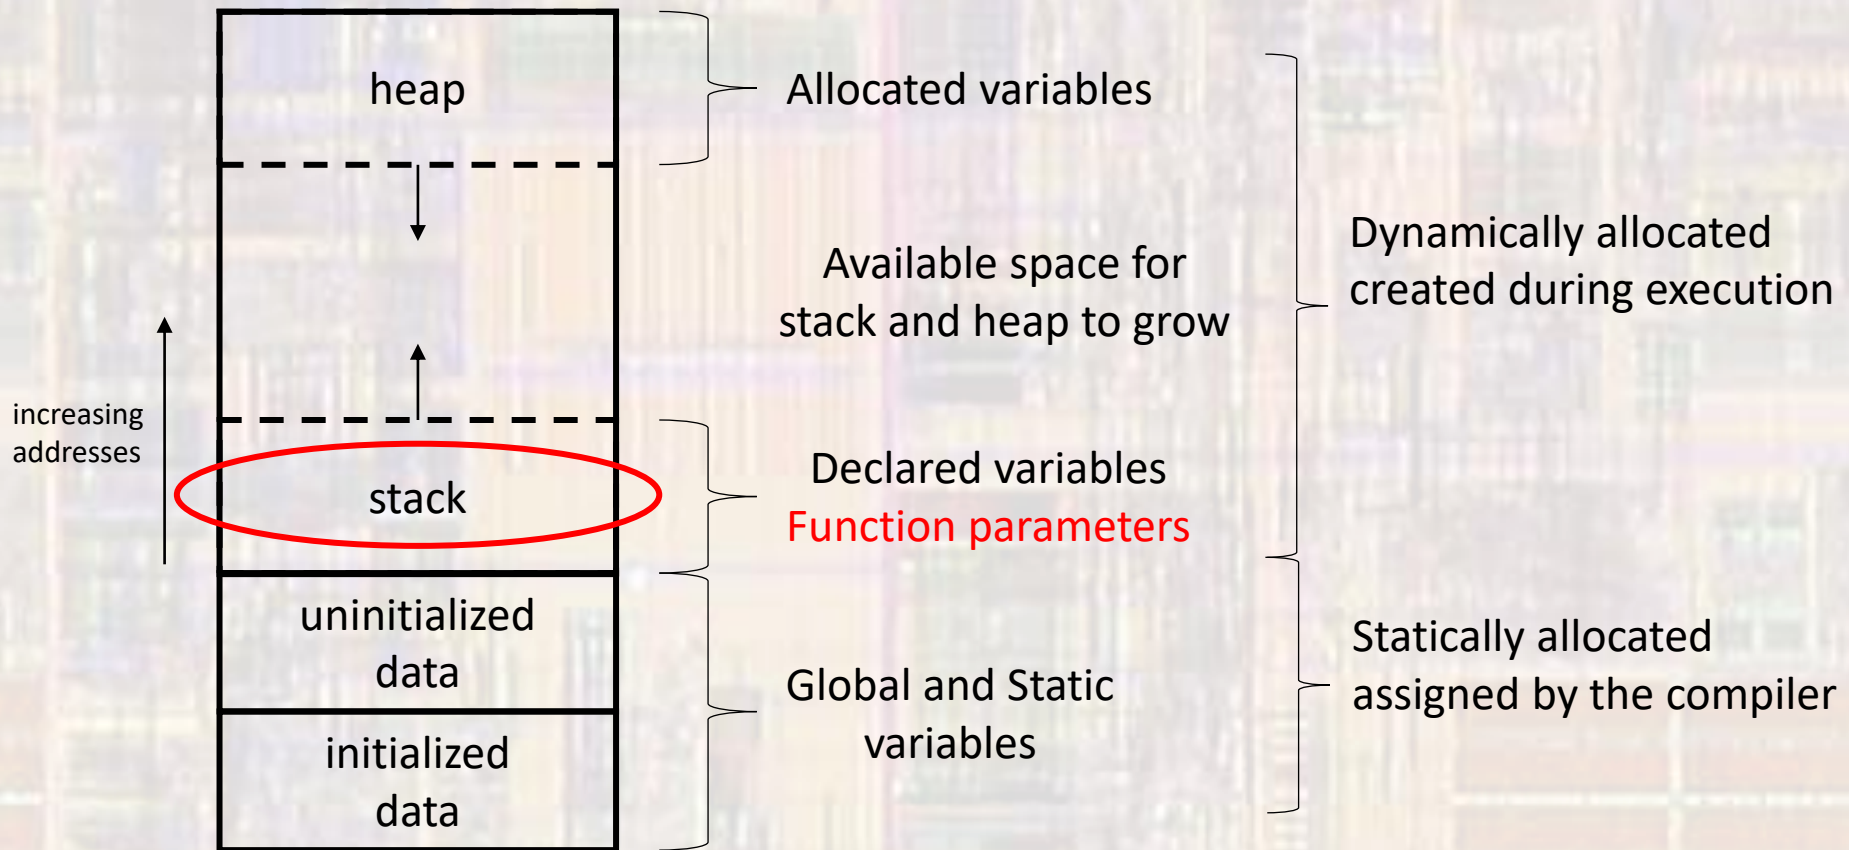 heap
Allocated variables
Available space for
stack and heap to grow
Dynamically allocated
created during execution
increasing
addresses
stack
Declared variables
Function parameters
uninitialized
data
Global and Static
variables
Statically allocated
assigned by the compiler
initialized
data